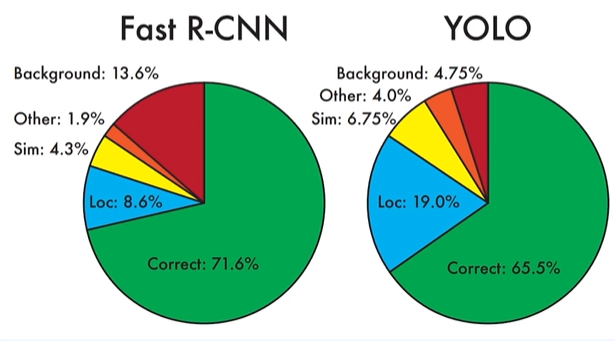 Fast R-CNN
Background: 13.6%
Other: 1.9%
Sim: 4.3%
Loc: 8.6%
Correct: 71.6%
YOLO
Background: 4.75%
Other: 4.0%
Sim: 6.75%
Loc: 19.0%
Correct: 65.5%